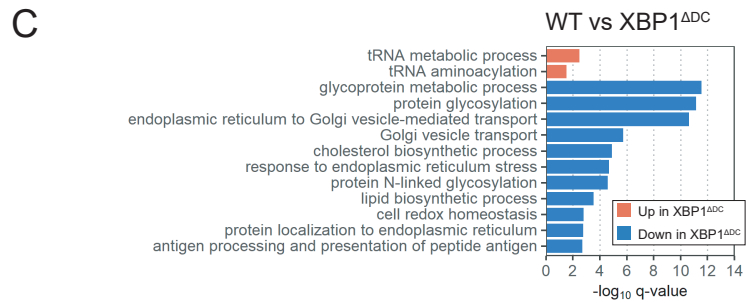 C
WT vs XBP1ΔDC
tRNA metabolic process
tRNA aminoacylation
glycoprotein metabolic process
protein glycosylation
endoplasmic reticulum to Golgi vesicle-mediated transport
Golgi vesicle transport
cholesterol biosynthetic process
response to endoplasmic reticulum stress
protein N-linked glycosylation
lipid biosynthetic process
cell redox homeostasis
protein localization to endoplasmic reticulum
antigen processing and presentation of peptide antigen
Up in XBP1ΔDC
Down in XBP1ΔDC
0 2 4 6 8 10 12 14
-log10 q-value